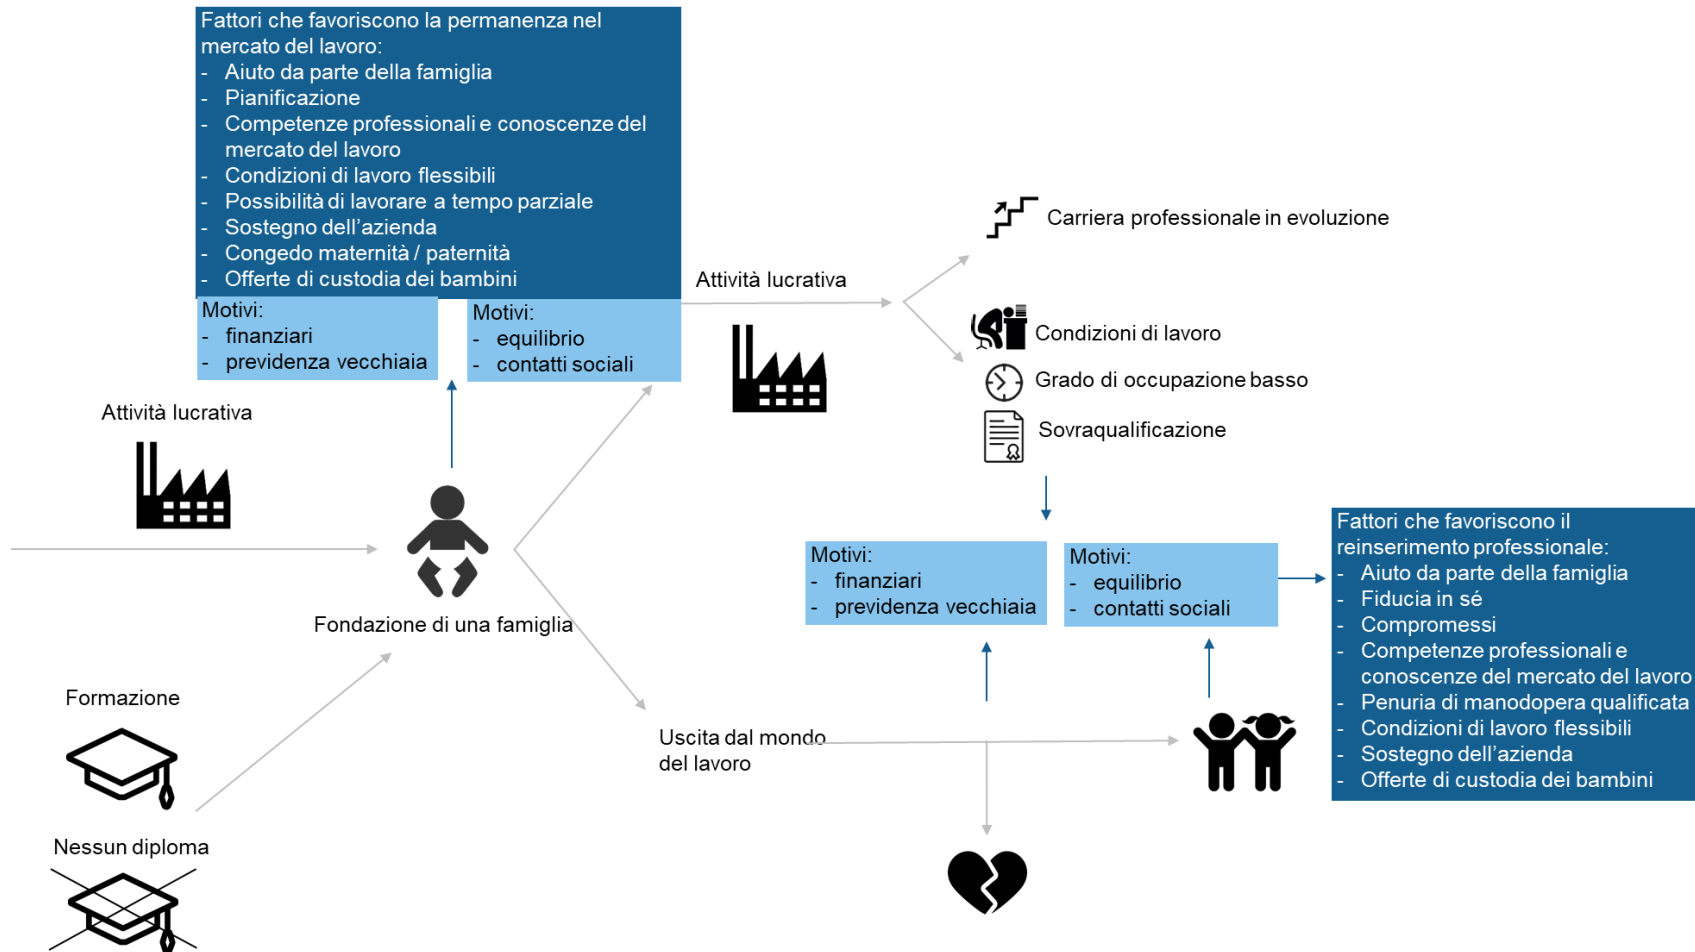 Fattori che favoriscono la permanenza nel
mercato del lavoro:
- Aiuto da parte della famiglia
- Pianificazione
- Competenze professionali e conoscenze del
mercato del lavoro
- Condizioni di lavoro flessibili
- Possibilità di lavorare a tempo parziale
- Sostegno dell'azienda
- Congedo maternità / paternità
- Offerte di custodia dei bambini
Motivi:
- finanziari
- previdenza vecchiaia
Motivi:
- equilibrio
- contatti sociali
Attività lucrativa
Carriera professionale in evoluzione
Condizioni di lavoro
Grado di occupazione basso
Sovraqualificazione
Attività lucrativa
Fondazione di una famiglia
Formazione
Nessun diploma
Uscita dal mondo
del lavoro
Motivi:
- finanziari
- previdenza vecchiaia
Motivi:
- equilibrio
- contatti sociali
Fattori che favoriscono il
reinserimento professionale:
- Aiuto da parte della famiglia
- Fiducia in sé
- Compromessi
- Competenze professionali e
conoscenze del mercato del lavoro
- Penuria di manodopera qualificata
- Condizioni di lavoro flessibili
- Sostegno dell'azienda
- Offerte di custodia dei bambini